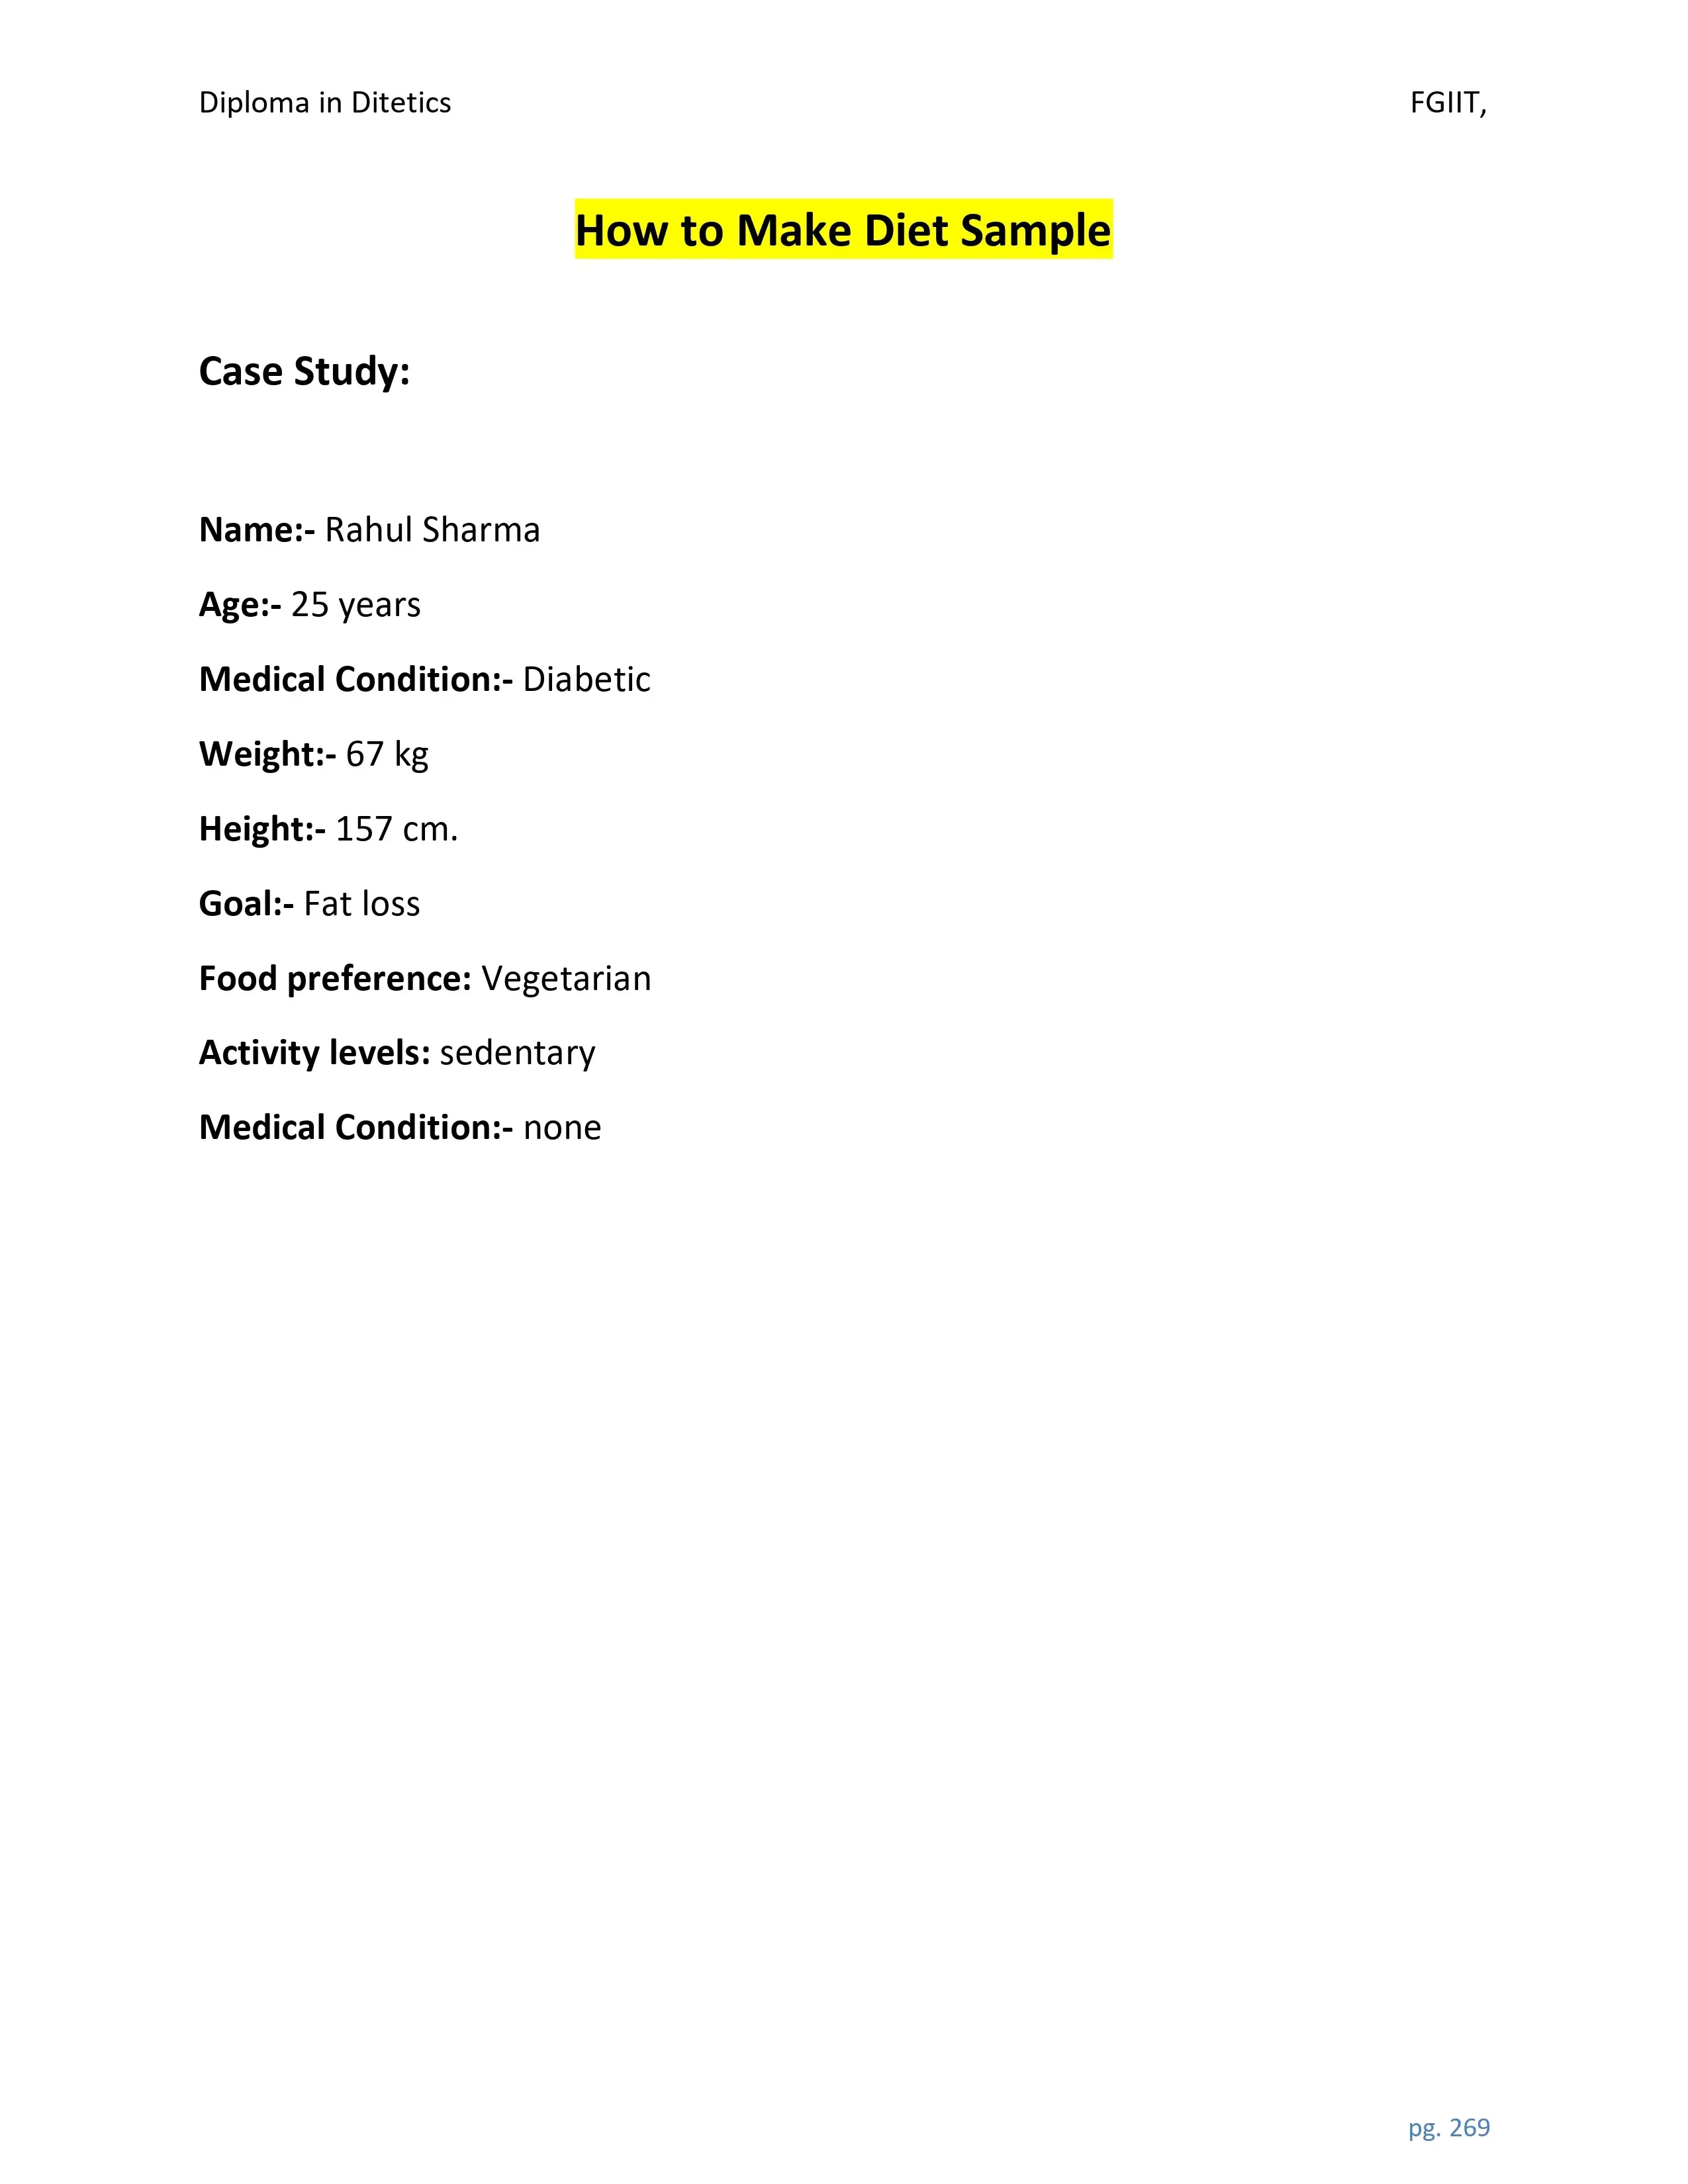 Diploma in Ditetics FGIIT,
How to Make Diet Sample
Case Study:
Name:- Rahul Sharma
Age:- 25 years
Medical Condition:- Diabetic
Weight:- 67 kg
Height:- 157 cm.
Goal:- Fat loss
Food preference: Vegetarian
Activity levels: sedentary
Medical Condition:- none
pg. 269